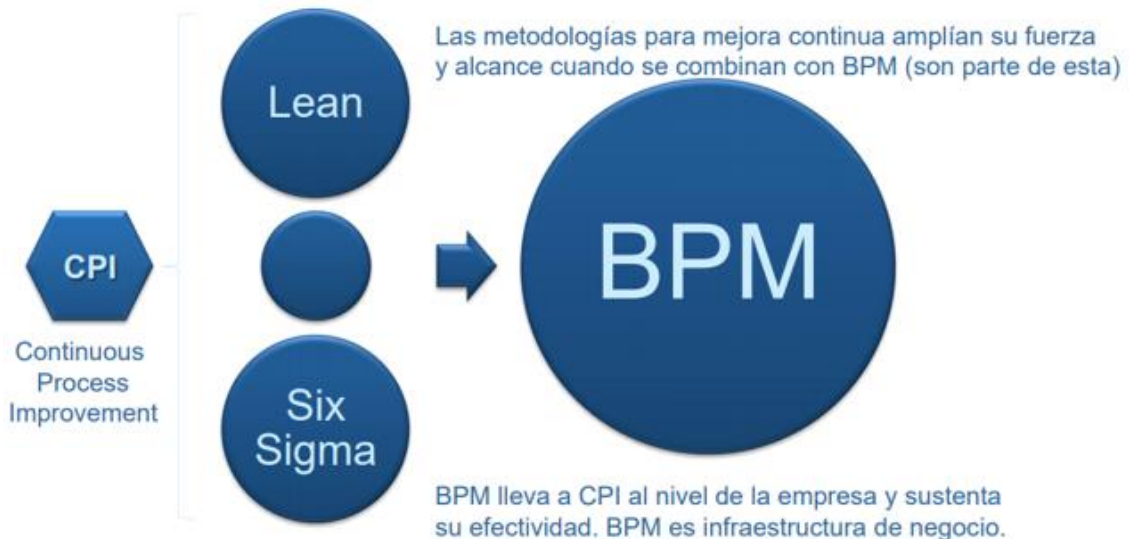 Las metodologías para mejora continua amplían su fuerza
y alcance cuando se combinan con BPM (son parte de esta)
Lean
CPI
BPM
Continuous
Process
Improvement
Six
Sigma
BPM lleva a CPI al nivel de la empresa y sustenta
su efectividad. BPM es infraestructura de negocio.